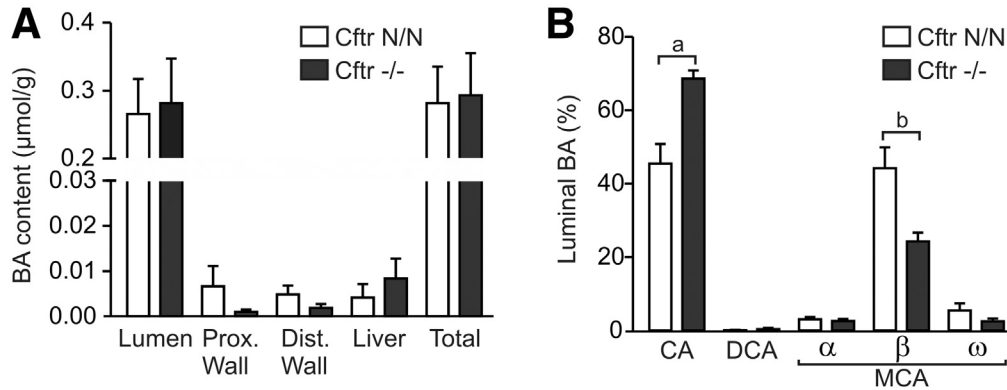 A
BA content (μmol/g)
0.4
0.3
0.2
0.03
0.02
0.01
0.00
Cftr N/N
Cftr -/-
Lumen
Prox.
Wall
Dist.
Wall
Liver
Total
B
Luminal BA (%)
80
60
40
20
0
Cftr N/N
Cftr -/-
a
b
CA
DCA
α
β
ω
MCA